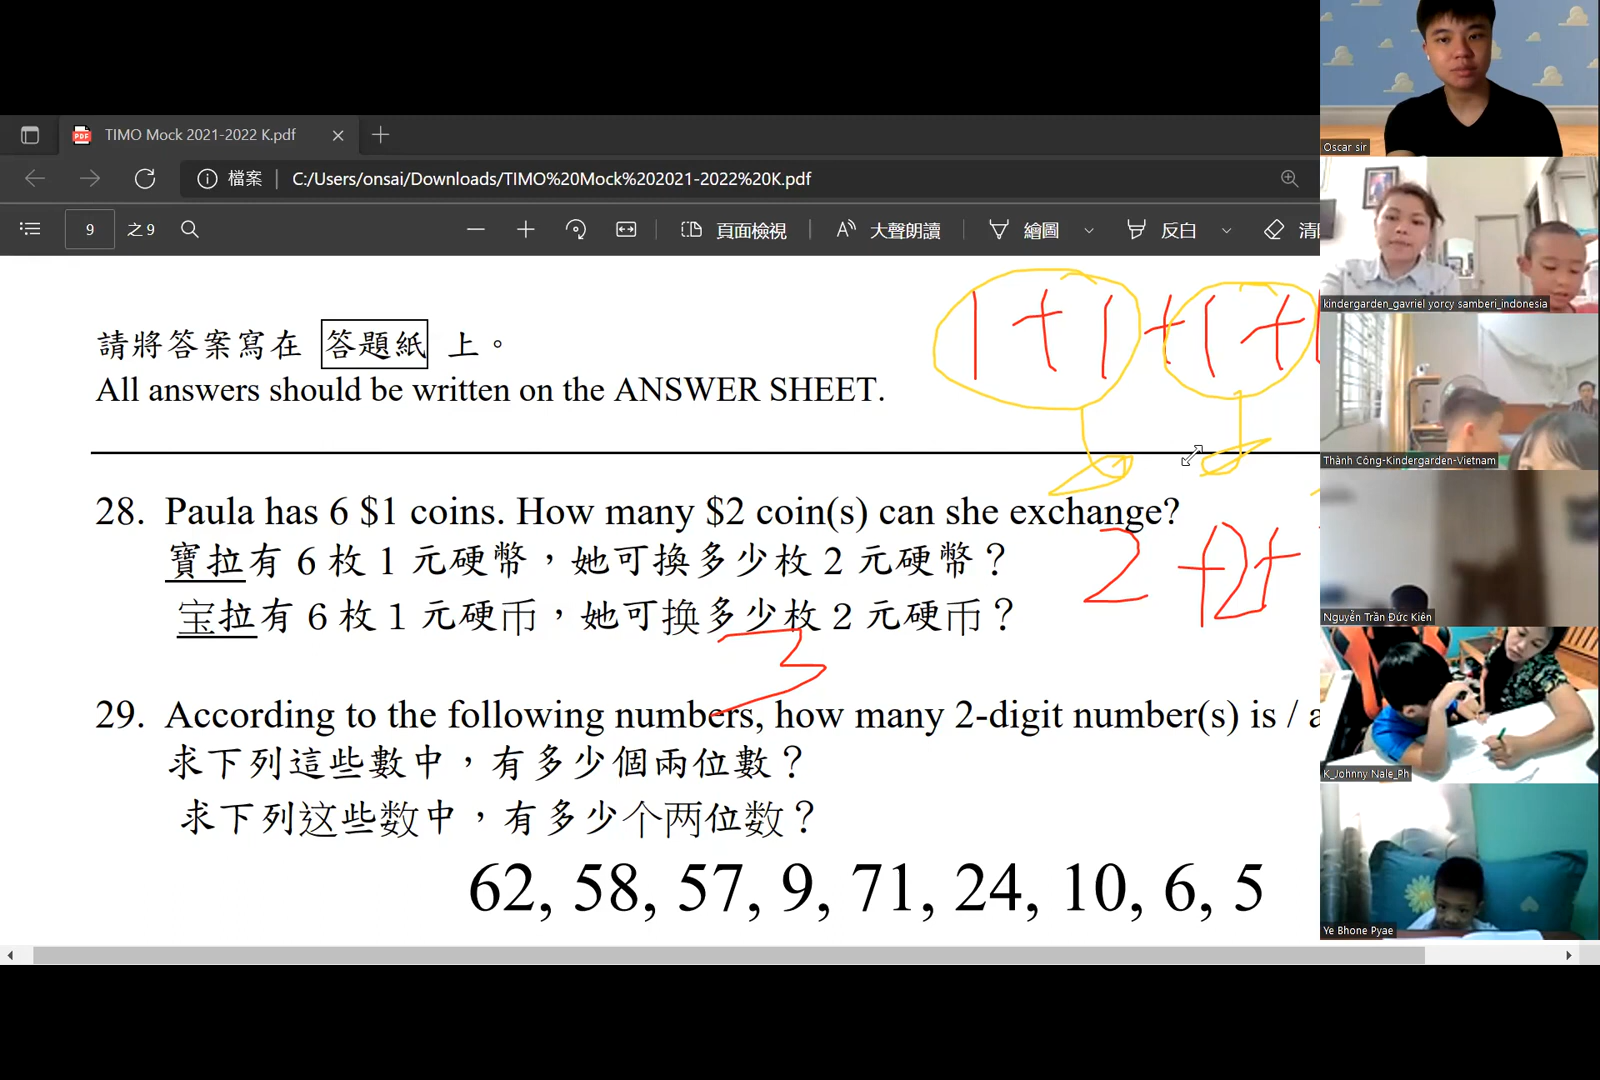 TIMO Mock 2021-2022 K.pdf
檔案 | C:/Users/onsai/Downloads/TIMO%20Mock%202021-2022%20K.pdf
9 之 9 頁面檢視 大聲朗讀 繪圖 反白
1 + 1 + 1 +
請將答案寫在 答題紙 上。
All answers should be written on the ANSWER SHEET.
28. Paula has 6 $1 coins. How many $2 coin(s) can she exchange?
寶拉有 6 枚 1 元硬幣，她可換多少枚 2 元硬幣？
2 + 2 +
宝拉有 6 枚 1 元硬币，她可换多少枚 2 元硬币？
3
29. According to the following numbers, how many 2-digit number(s) is /
求下列這些數中，有多少個兩位數？
求下列这些数中，有多少个两位数？
62, 58, 57, 9, 71, 24, 10, 6, 5
Oscar sir
kindergarden_gavriel yorcy samberi_indonesia
Thành Công-Kindergarden-Vietnam
Nguyễn Trần Đức Kiên
K_Johnny Nale_Ph
Ye Bhone Pyae